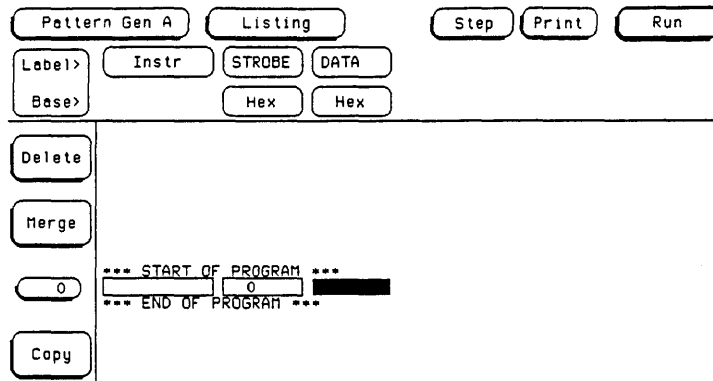 Pattern Gen A Listing Step Print Run
Label> Instr STROBE DATA
Base> Hex Hex
Delete
Merge
*** START OF PROGRAM ***
0 0
*** END OF PROGRAM ***
Copy